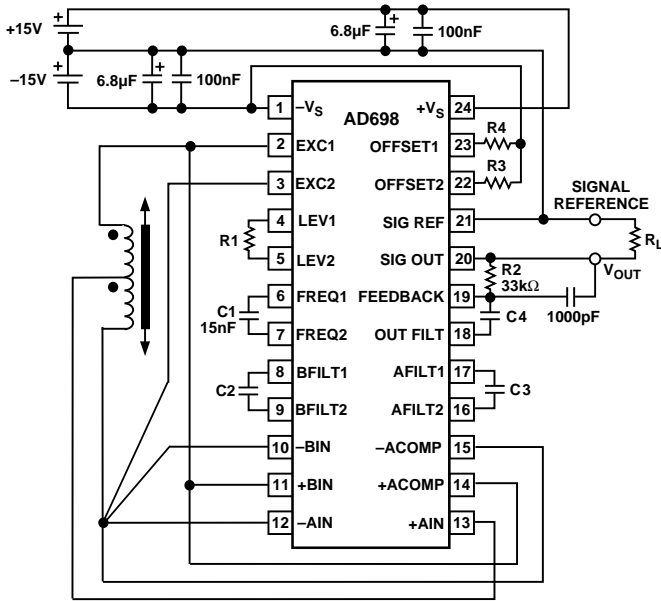 +15V
6.8µF
100nF
–15V
6.8µF
100nF
AD698
1
–VS
+VS
24
2
EXC1
OFFSET1
23
R4
3
EXC2
OFFSET2
22
R3
SIGNAL
REFERENCE
4
LEV1
SIG REF
21
R1
RL
5
LEV2
SIG OUT
20
VOUT
R2
33kΩ
6
FREQ1
FEEDBACK
19
C1
15nF
C4
1000pF
7
FREQ2
OUT FILT
18
8
BFILT1
AFILT1
17
C2
C3
9
BFILT2
AFILT2
16
10
–BIN
–ACOMP
15
11
+BIN
+ACOMP
14
12
–AIN
+AIN
13